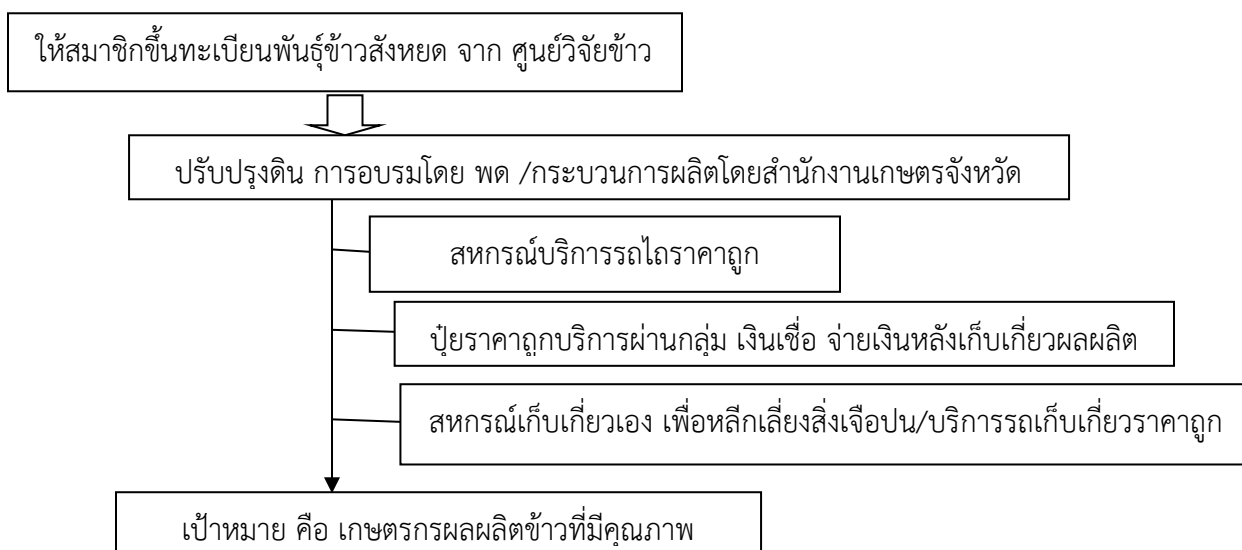 ให้สมาชิกขึ้นทะเบียนพันธุ์ข้าวสังหยด จาก ศูนย์วิจัยข้าว
ปรับปรุงดิน การอบรมโดย พด /กระบวนการผลิตโดยสำนักงานเกษตรจังหวัด
สหกรณ์บริการรถไถราคาถูก
ปุ๋ยราคาถูกบริการผ่านกลุ่ม เงินเชื่อ จ่ายเงินหลังเก็บเกี่ยวผลผลิต
สหกรณ์เก็บเกี่ยวเอง เพื่อหลีกเลี่ยงสิ่งเจือปน/บริการรถเก็บเกี่ยวราคาถูก
เป้าหมาย คือ เกษตรกรผลผลิตข้าวที่มีคุณภาพ